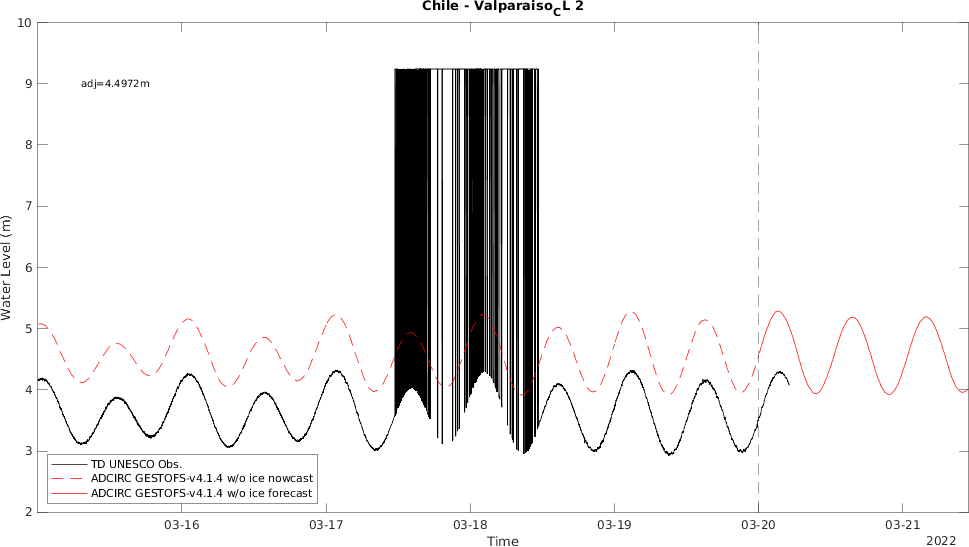 Chile - Valparaiso_CL 2
10
9
8
7
6
5
4
3
2
Water Level (m)
adj=4.4972m
TD UNESCO Obs.
ADCIRC GESTOFS-v4.1.4 w/o ice nowcast
ADCIRC GESTOFS-v4.1.4 w/o ice forecast
03-16
03-17
03-18
03-19
03-20
03-21
Time
2022